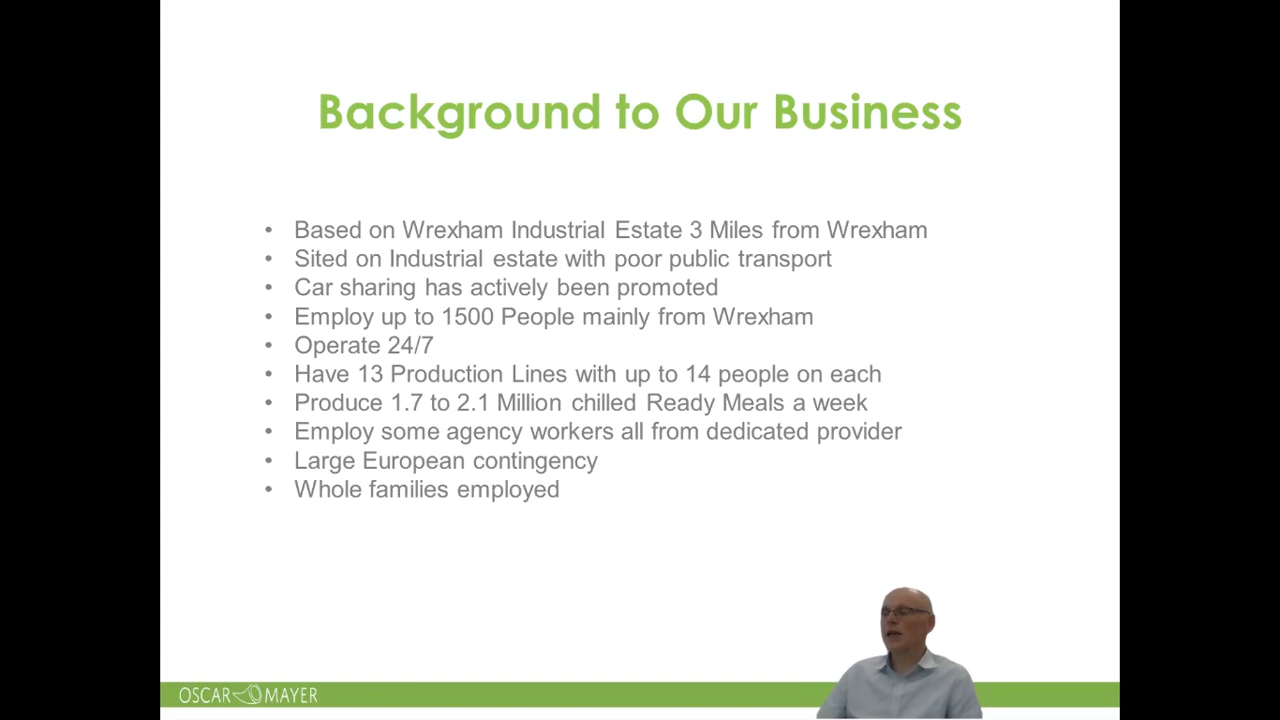 Background to Our Business
• Based on Wrexham Industrial Estate 3 Miles from Wrexham
• Sited on Industrial estate with poor public transport
• Car sharing has actively been promoted
• Employ up to 1500 People mainly from Wrexham
• Operate 24/7
• Have 13 Production Lines with up to 14 people on each
• Produce 1.7 to 2.1 Million chilled Ready Meals a week
• Employ some agency workers all from dedicated provider
• Large European contingency
• Whole families employed
OSCAR MAYER